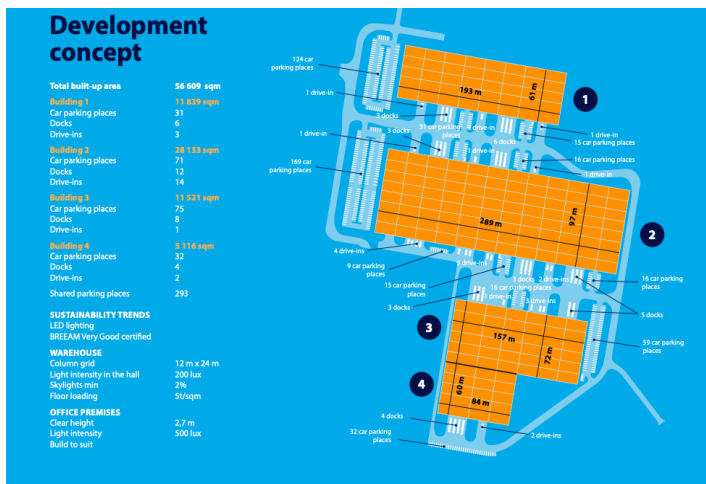 Development
concept
Total built-up area 56 609 sqm
Building 1 11 839 sqm
Car parking places 31
Docks 6
Drive-ins 3
Building 2 28 133 sqm
Car parking places 71
Docks 12
Drive-ins 14
Building 3 11 521 sqm
Car parking places 75
Docks 8
Drive-ins 1
Building 4 5 116 sqm
Car parking places 32
Docks 4
Drive-ins 2
Shared parking places 293
SUSTAINABILITY TRENDS
LED lighting
BREEAM Very Good certified
WAREHOUSE
Column grid 12 m x 24 m
Light intensity in the hall 200 lux
Skylights min 2%
Floor loading 5t/sqm
OFFICE PREMISES
Clear height 2,7 m
Light intensity 500 lux
Build to suit
124 car
parking places
193 m
61 m
1
1 drive-in
3 docks
31 car parking
places
drive-in
6 docks
1 drive-in
15 car parking places
1 drive-in
3 docks
1 drive-in
16 car parking places
1 drive-in
169 car
parking places
289 m
97 m
2
4 drive-ins
9 car parking
places
15 car parking
places
5 drive-ins
3 docks
2 drive-ins
16 car parking
places
16 car parking
places
5 docks
3 docks
1 drive-in
3 drive-ins
3
157 m
72 m
59 car parking
places
4
60 m
84 m
4 docks
2 drive-ins
32 car parking
places